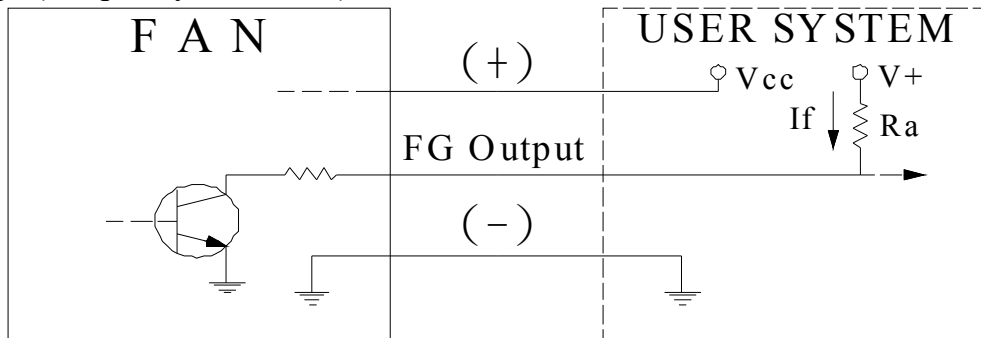 F A N
USER SYSTEM
(+)
Vcc
V+
If
Ra
FG Output
(-)